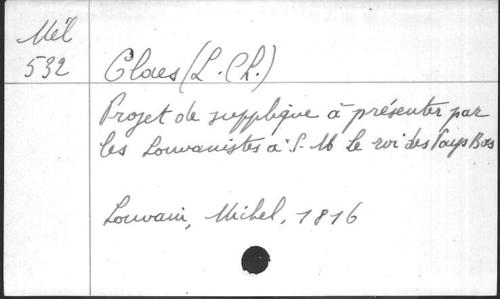 Mél
532
Claes (L. Ch.)
Projet de supplique à présenter par
les Louvanistes à S. M le roi des Pays Bas
Louvain, Michel, 1816